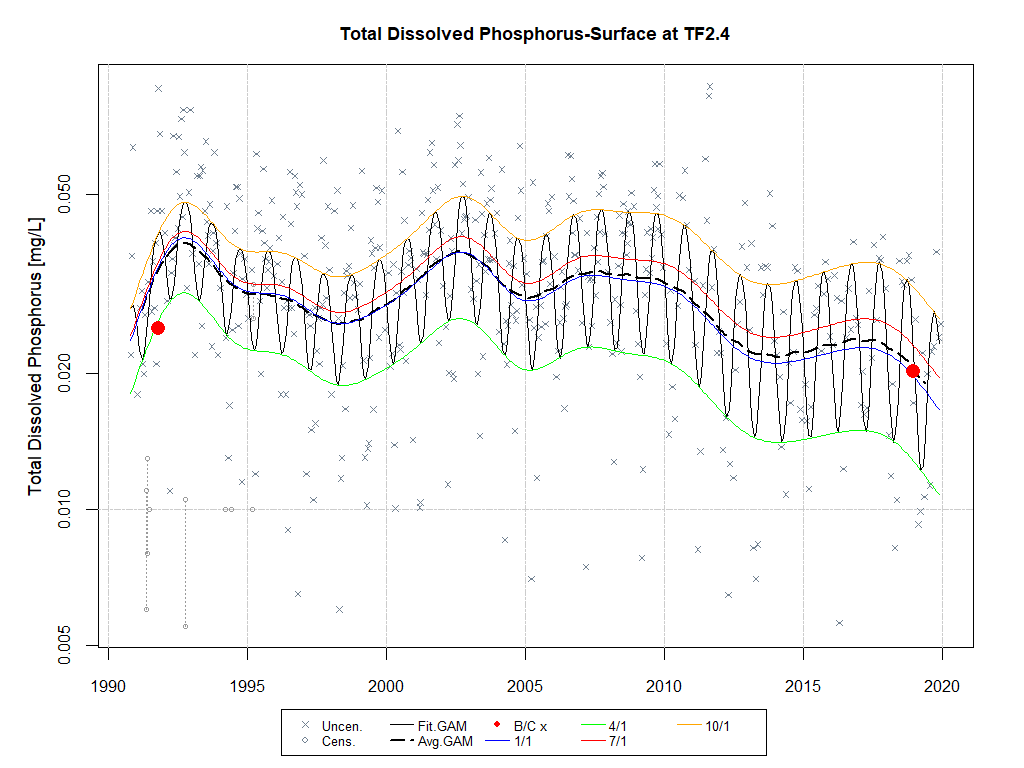 Total Dissolved Phosphorus-Surface at TF2.4
Total Dissolved Phosphorus [mg/L]
0.050
0.020
0.010
0.005
1990 1995 2000 2005 2010 2015 2020
Uncen. Fit.GAM B/C x 4/1 10/1
Cens. Avg.GAM 1/1 7/1